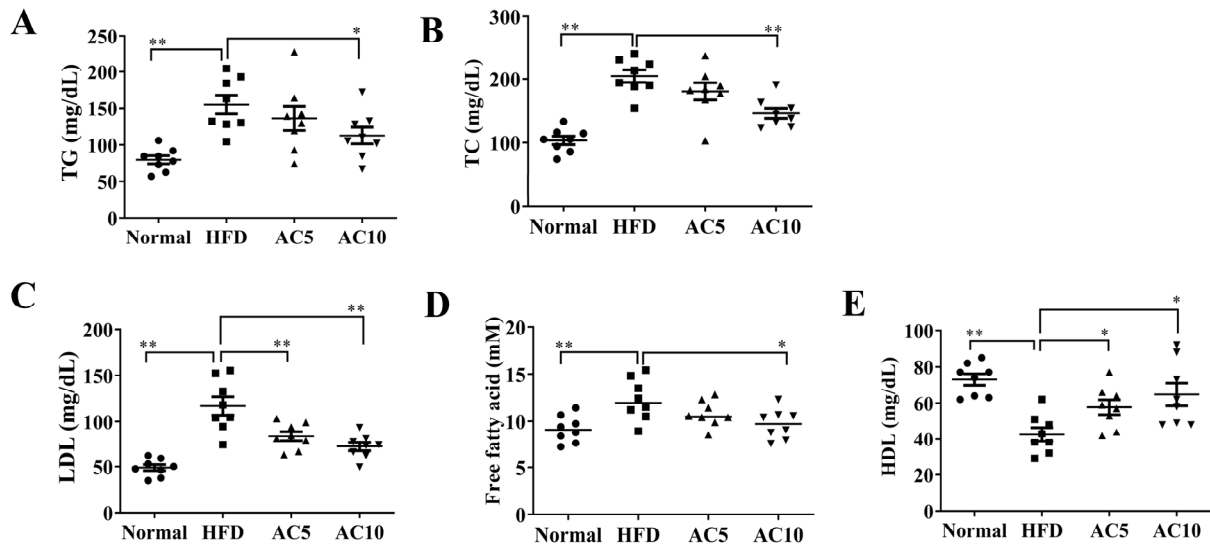 A
TG (mg/dL)
250
200
150
100
50
0
**
*
Normal HFD AC5 AC10
B
TC (mg/dL)
300
200
100
0
**
**
Normal HFD AC5 AC10
C
LDL (mg/dL)
200
150
100
50
0
**
**
**
Normal HFD AC5 AC10
D
Free fatty acid (mM)
20
15
10
5
0
**
*
Normal HFD AC5 AC10
E
HDL (mg/dL)
100
80
60
40
20
0
**
*
*
Normal HFD AC5 AC10